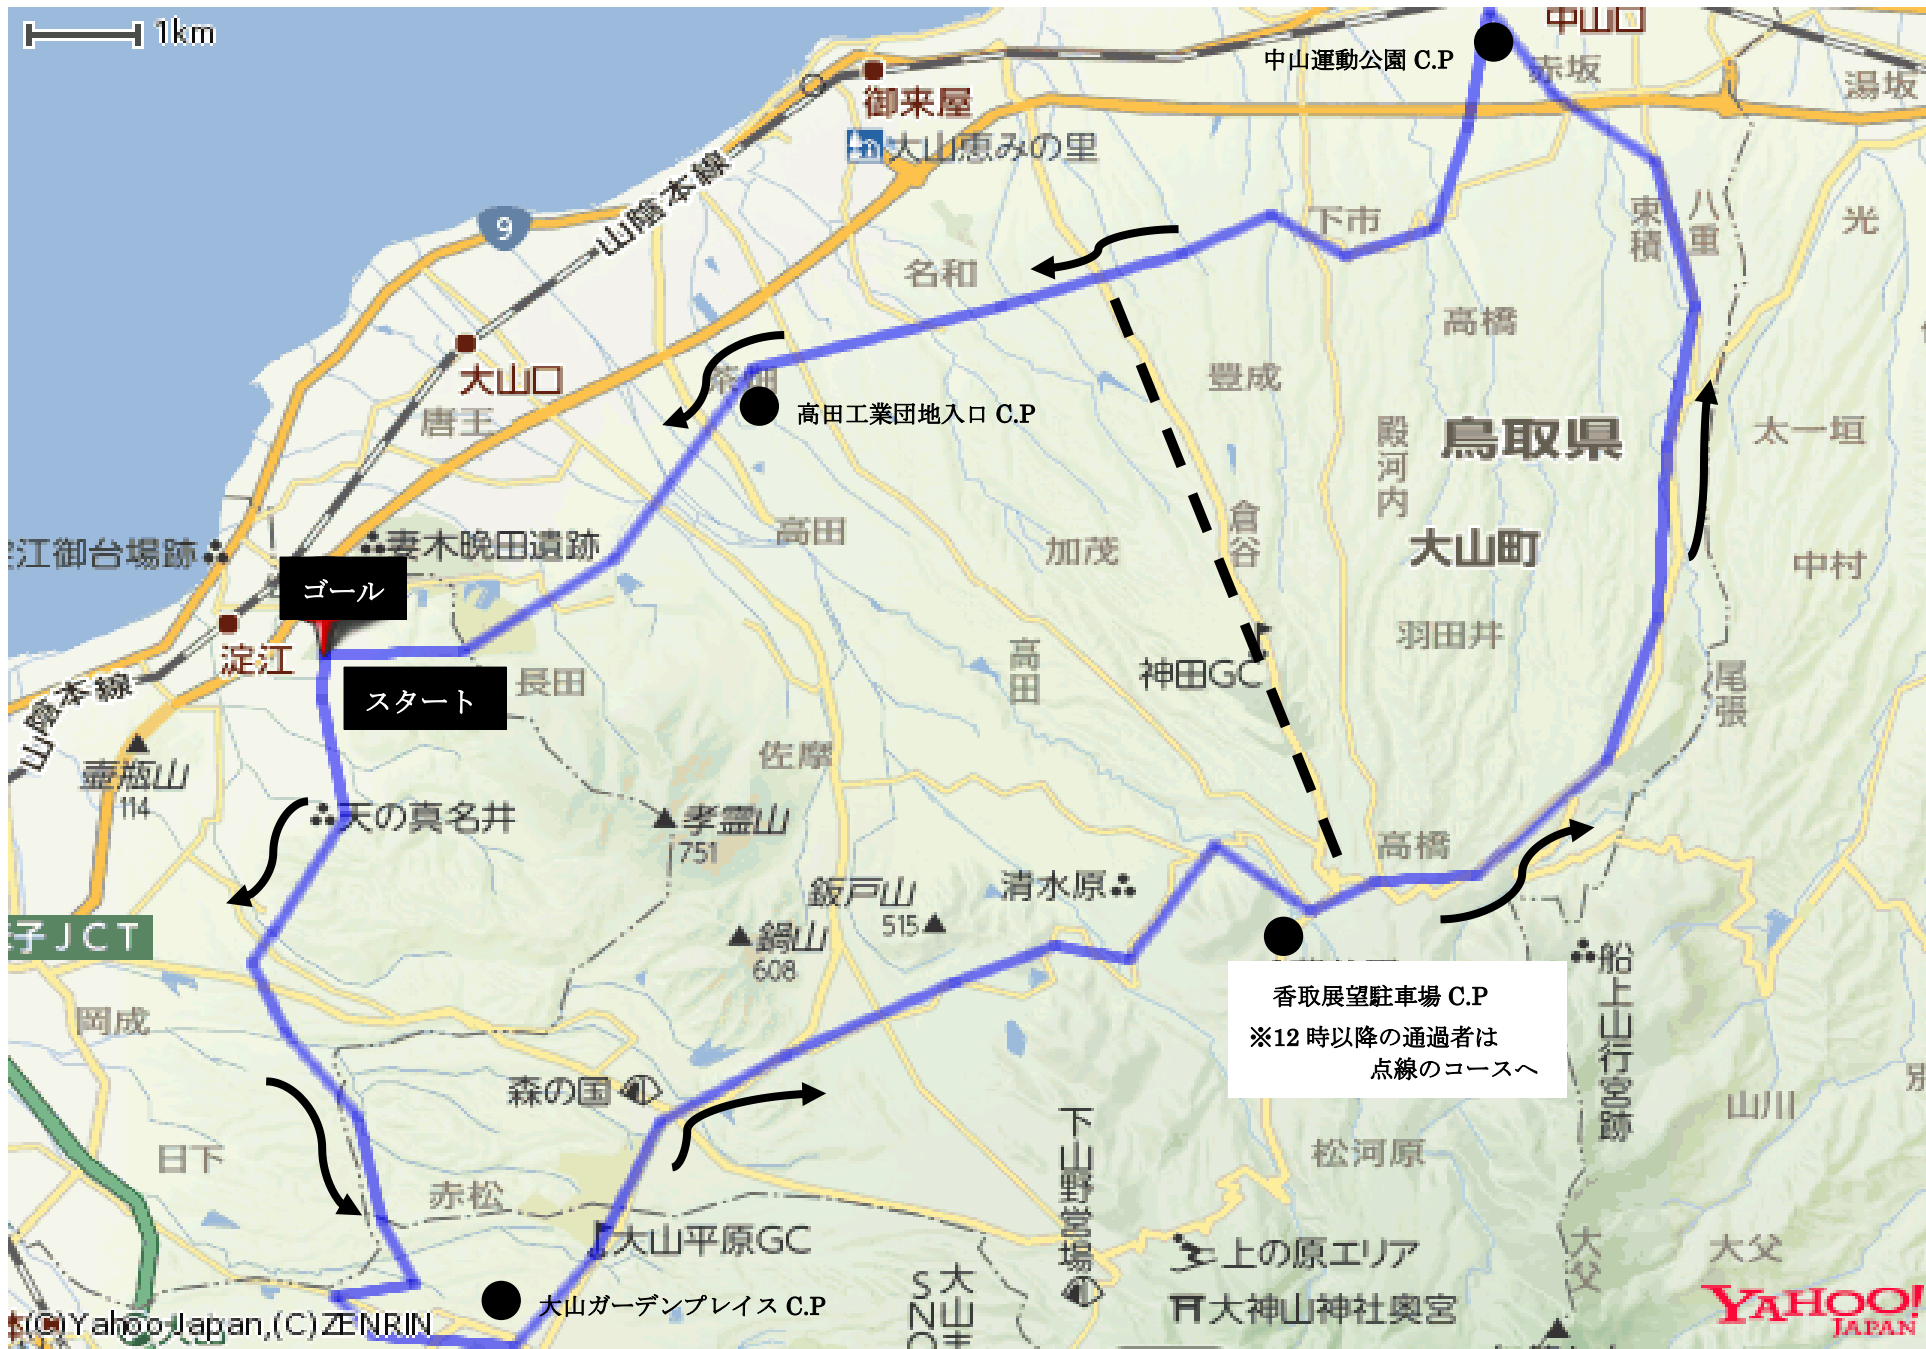 1km
中山口
中山運動公園 C.P
赤坂
湯坂
御来屋
大山恵みの里
9
山陰本線
下市
東積
八重
光
名和
高橋
大山口
豊成
唐王
高田工業団地入口 C.P
殿河内
鳥取県
太一垣
淀江御台場跡
妻木晩田遺跡
高田
加茂
倉谷
大山町
中村
ゴール
羽田井
淀江
高田
神田GC
スタート
長田
尾張
山陰本線
佐摩
壺瓶山
114
天の真名井
孝霊山
751
高橋
清水原
鈑戸山
515
鍋山
608
子JCT
船上山行宮跡
香取展望駐車場 C.P
※12 時以降の通過者は
点線のコースへ
岡成
森の国
山川
下山野営場
松河原
日下
赤松
大山平原GC
上の原エリア
大父
大父
大山ガーデンプレイス C.P
大神山神社奥宮
(C)Yahoo Japan,(C)ZENRIN
YAHOO!
JAPAN